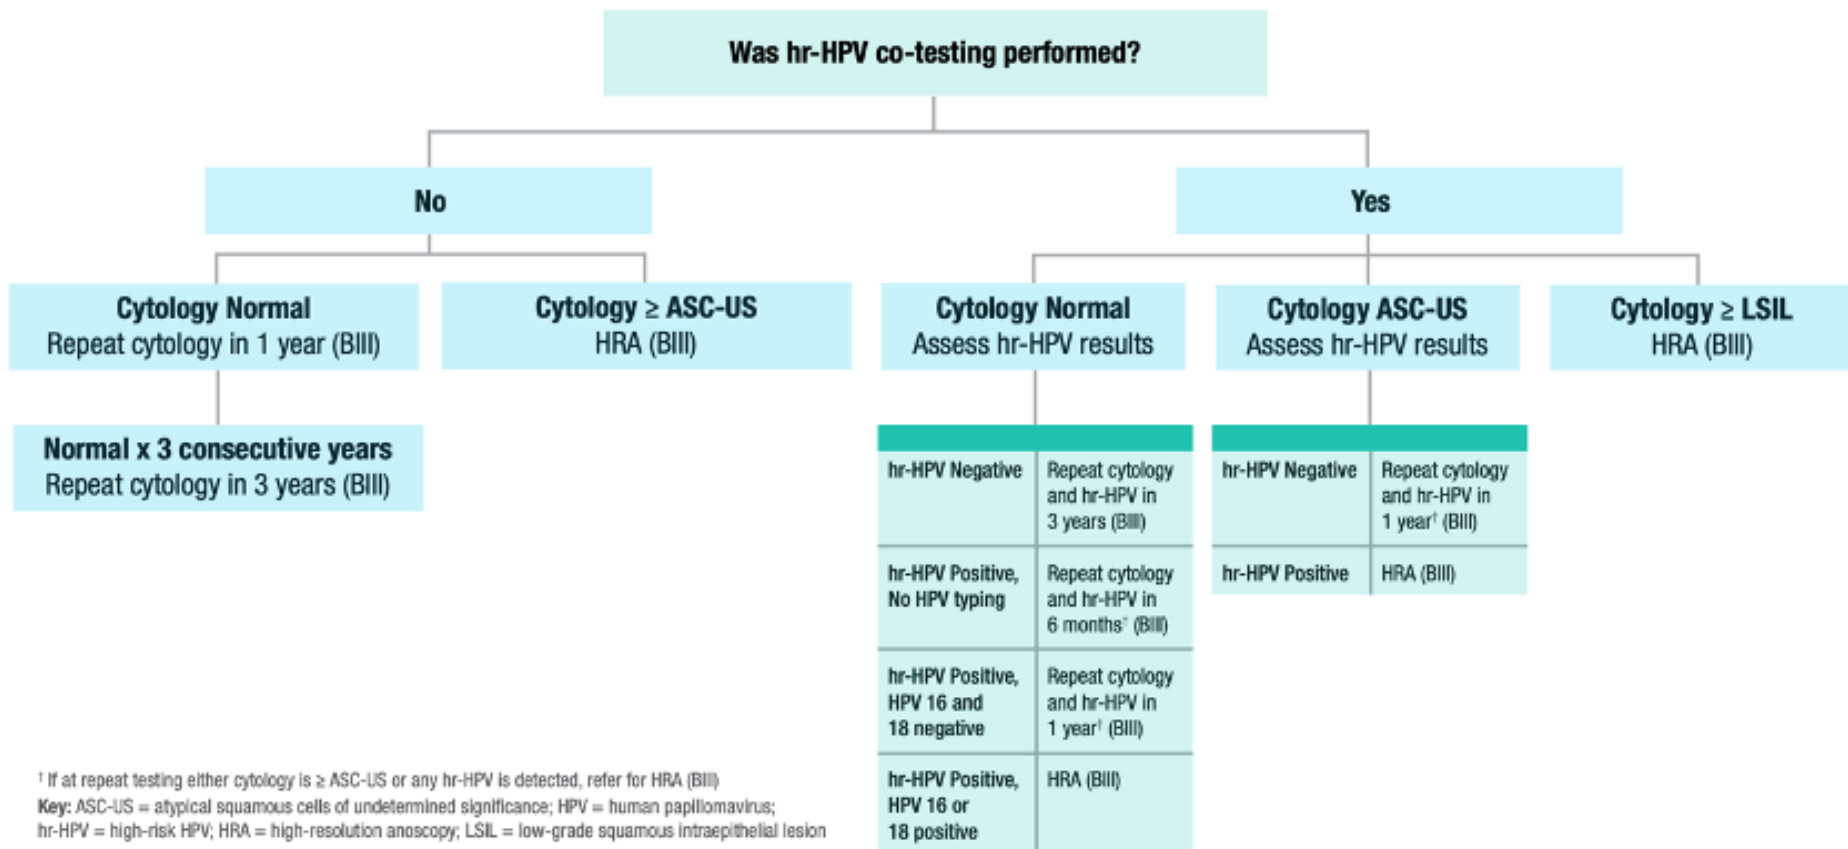 Was hr-HPV co-testing performed?
No
Yes
Cytology Normal
Repeat cytology in 1 year (BIII)
Cytology ≥ ASC-US
HRA (BIII)
Cytology Normal
Assess hr-HPV results
Cytology ASC-US
Assess hr-HPV results
Cytology ≥ LSIL
HRA (BIII)
Normal x 3 consecutive years
Repeat cytology in 3 years (BIII)
hr-HPV Negative
Repeat cytology
and hr-HPV in
3 years (BIII)
hr-HPV Positive,
No HPV typing
Repeat cytology
and hr-HPV in
6 months† (BIII)
hr-HPV Positive,
HPV 16 and
18 negative
Repeat cytology
and hr-HPV in
1 year† (BIII)
hr-HPV Positive,
HPV 16 or
18 positive
HRA (BIII)
hr-HPV Negative
Repeat cytology
and hr-HPV in
1 year† (BIII)
hr-HPV Positive
HRA (BIII)
† If at repeat testing either cytology is ≥ ASC-US or any hr-HPV is detected, refer for HRA (BIII)
Key: ASC-US = atypical squamous cells of undetermined significance; HPV = human papillomavirus;
hr-HPV = high-risk HPV; HRA = high-resolution anoscopy; LSIL = low-grade squamous intraepithelial lesion